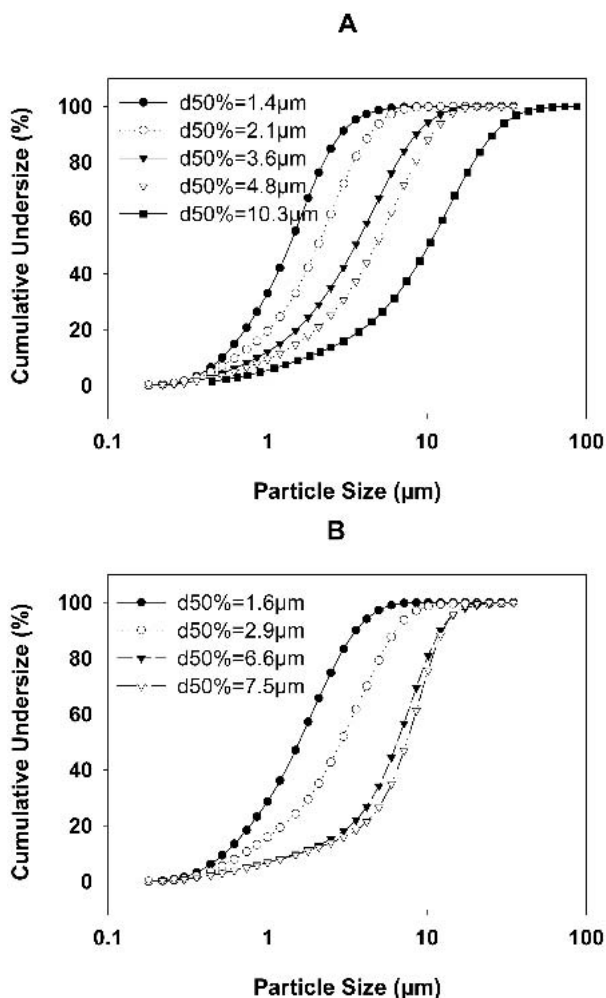 A
100
80
60
40
20
0
Cumulative Undersize (%)
d50%=1.4µm
d50%=2.1µm
d50%=3.6µm
d50%=4.8µm
d50%=10.3µm
0.1 1 10 100
Particle Size (µm)
B
100
80
60
40
20
0
Cumulative Undersize (%)
d50%=1.6µm
d50%=2.9µm
d50%=6.6µm
d50%=7.5µm
0.1 1 10 100
Particle Size (µm)